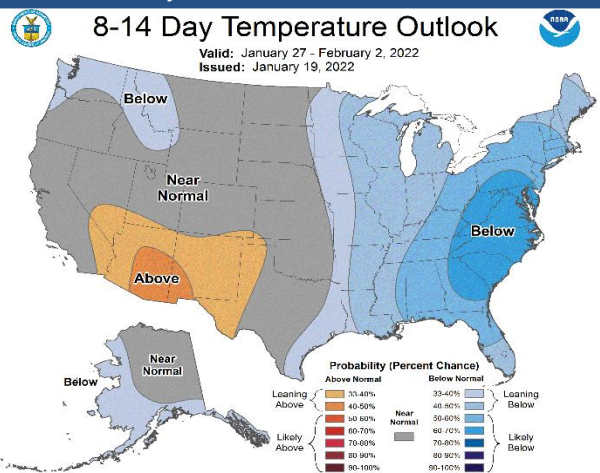 8-14 Day Temperature Outlook
Valid: January 27 - February 2, 2022
Issued: January 19, 2022
NOAA
Below
Near
Normal
Above
Below
Near
Normal
Below
Probability (Percent Chance)
Above Normal
Below Normal
Leaning
Above
33-40%
40-50%
Likely
Above
50-60%
60-70%
70-80%
80-90%
90-100%
Near
Normal
33-40%
40-50%
Leaning
Below
50-60%
60-70%
70-80%
80-90%
90-100%
Likely
Below